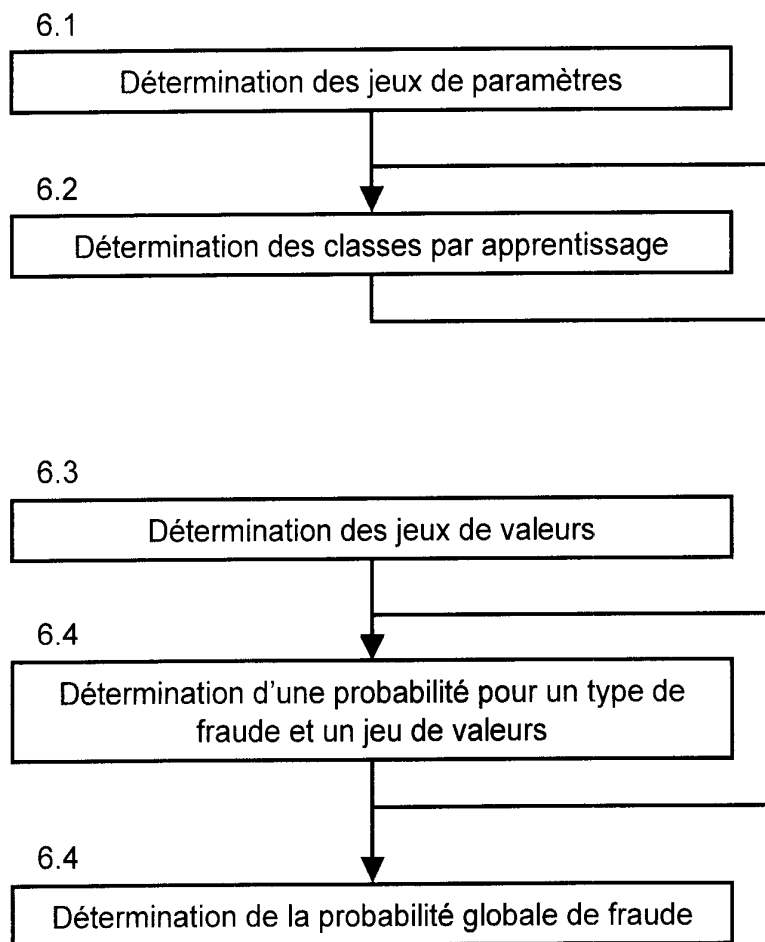 6.1
Détermination des jeux de paramètres
6.2
Détermination des classes par apprentissage
6.3
Détermination des jeux de valeurs
6.4
Détermination d'une probabilité pour un type de
fraude et un jeu de valeurs
6.4
Détermination de la probabilité globale de fraude